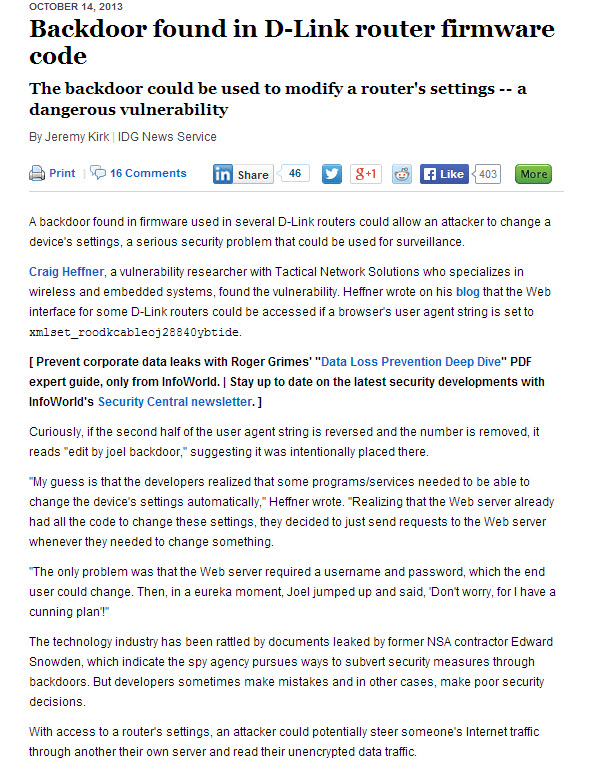 OCTOBER 14, 2013
Backdoor found in D-Link router firmware
code
The backdoor could be used to modify a router's settings -- a
dangerous vulnerability
By Jeremy Kirk | IDG News Service
Print | 16 Comments in Share 46 g+1 f Like 403 More
A backdoor found in firmware used in several D-Link routers could allow an attacker to change a
device's settings, a serious security problem that could be used for surveillance.
Craig Heffner, a vulnerability researcher with Tactical Network Solutions who specializes in
wireless and embedded systems, found the vulnerability. Heffner wrote on his blog that the Web
interface for some D-Link routers could be accessed if a browser's user agent string is set to
xmlset_roodkcableoj28840ybtide.
[ Prevent corporate data leaks with Roger Grimes' "Data Loss Prevention Deep Dive" PDF
expert guide, only from InfoWorld. | Stay up to date on the latest security developments with
InfoWorld's Security Central newsletter. ]
Curiously, if the second half of the user agent string is reversed and the number is removed, it
reads "edit by joel backdoor," suggesting it was intentionally placed there.
"My guess is that the developers realized that some programs/services needed to be able to
change the device's settings automatically," Heffner wrote. "Realizing that the Web server already
had all the code to change these settings, they decided to just send requests to the Web server
whenever they needed to change something.
"The only problem was that the Web server required a username and password, which the end
user could change. Then, in a eureka moment, Joel jumped up and said, 'Don't worry, for I have a
cunning plan'!"
The technology industry has been rattled by documents leaked by former NSA contractor Edward
Snowden, which indicate the spy agency pursues ways to subvert security measures through
backdoors. But developers sometimes make mistakes and in other cases, make poor security
decisions.
With access to a router's settings, an attacker could potentially steer someone's Internet traffic
through another their own server and read their unencrypted data traffic.